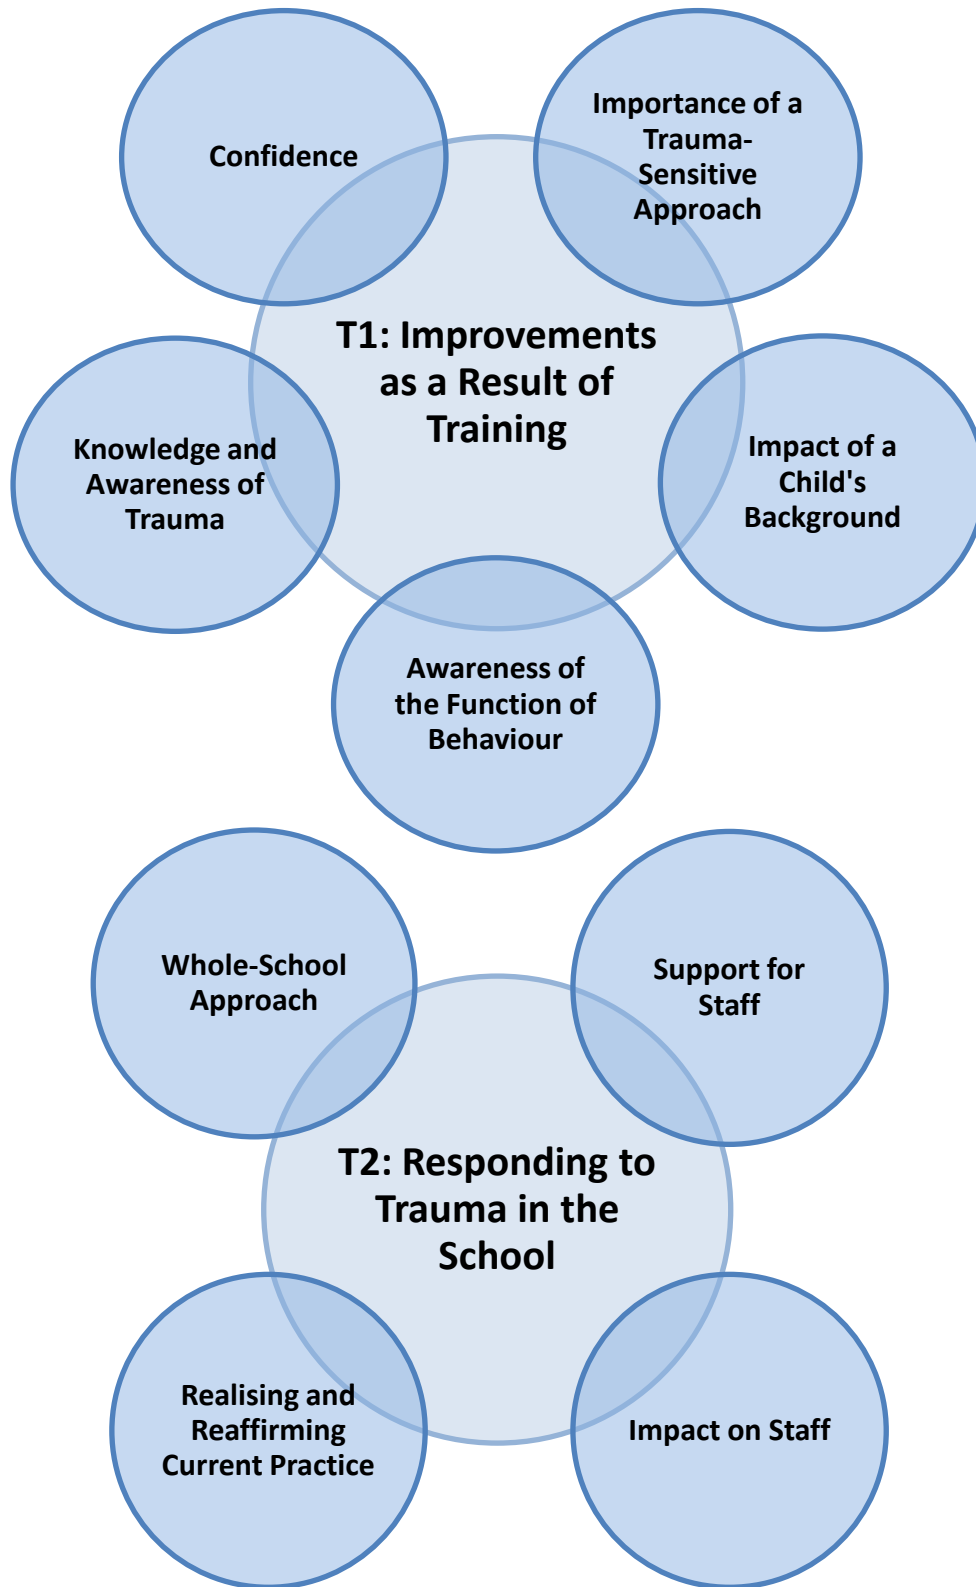 Confidence
Importance of a
Trauma-
Sensitive
Approach
T1: Improvements
as a Result of
Training
Knowledge and
Awareness of
Trauma
Impact of a
Child's
Background
Awareness of
the Function of
Behaviour
Whole-School
Approach
Support for
Staff
T2: Responding to
Trauma in the
School
Realising and
Reaffirming
Current Practice
Impact on Staff